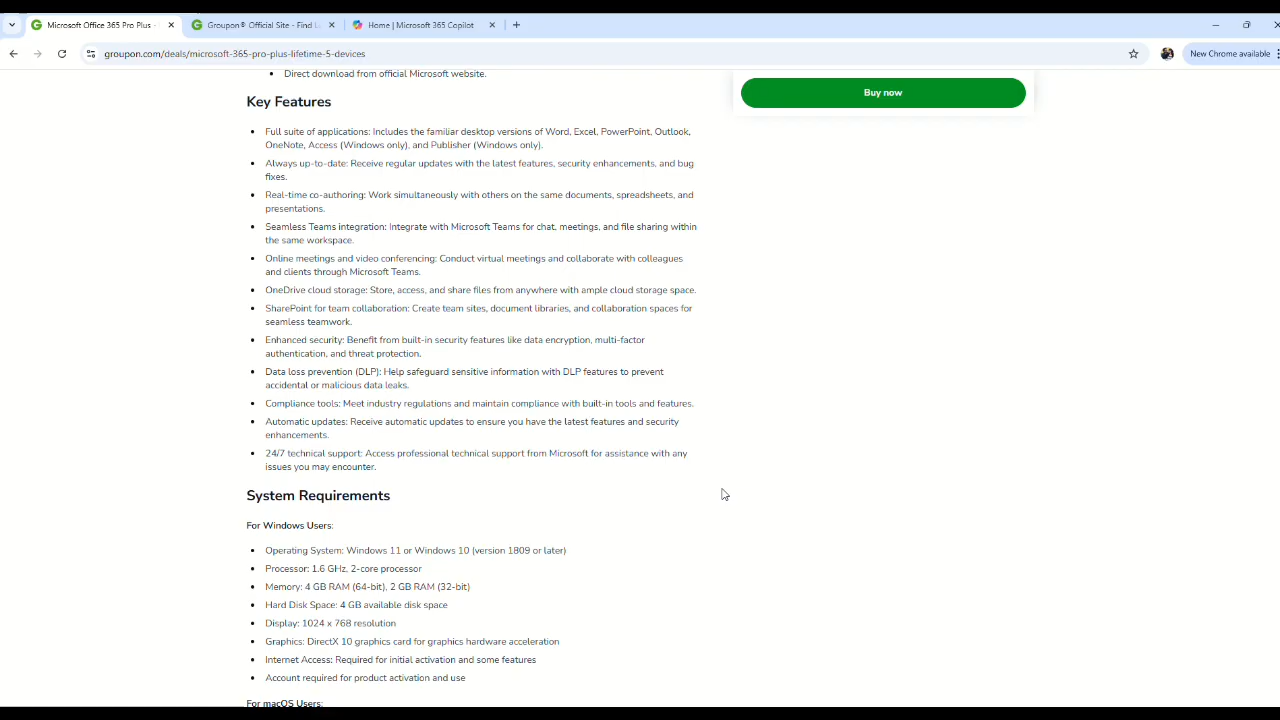 Microsoft Office 365 Pro Plus -
Groupon® Official Site - Find L
Home | Microsoft 365 Copilot
groupon.com/deals/microsoft-365-pro-plus-lifetime-5-devices
New Chrome available
• Direct download from official Microsoft website.
Buy now
Key Features
• Full suite of applications: Includes the familiar desktop versions of Word, Excel, PowerPoint, Outlook,
OneNote, Access (Windows only), and Publisher (Windows only).
• Always up-to-date: Receive regular updates with the latest features, security enhancements, and bug
fixes.
• Real-time co-authoring: Work simultaneously with others on the same documents, spreadsheets, and
presentations.
• Seamless Teams integration: Integrate with Microsoft Teams for chat, meetings, and file sharing within
the same workspace.
• Online meetings and video conferencing: Conduct virtual meetings and collaborate with colleagues
and clients through Microsoft Teams.
• OneDrive cloud storage: Store, access, and share files from anywhere with ample cloud storage space.
• SharePoint for team collaboration: Create team sites, document libraries, and collaboration spaces for
seamless teamwork.
• Enhanced security: Benefit from built-in security features like data encryption, multi-factor
authentication, and threat protection.
• Data loss prevention (DLP): Help safeguard sensitive information with DLP features to prevent
accidental or malicious data leaks.
• Compliance tools: Meet industry regulations and maintain compliance with built-in tools and features.
• Automatic updates: Receive automatic updates to ensure you have the latest features and security
enhancements.
• 24/7 technical support: Access professional technical support from Microsoft for assistance with any
issues you may encounter.
System Requirements
For Windows Users:
• Operating System: Windows 11 or Windows 10 (version 1809 or later)
• Processor: 1.6 GHz, 2-core processor
• Memory: 4 GB RAM (64-bit), 2 GB RAM (32-bit)
• Hard Disk Space: 4 GB available disk space
• Display: 1024 x 768 resolution
• Graphics: DirectX 10 graphics card for graphics hardware acceleration
• Internet Access: Required for initial activation and some features
• Account required for product activation and use
For macOS Users: